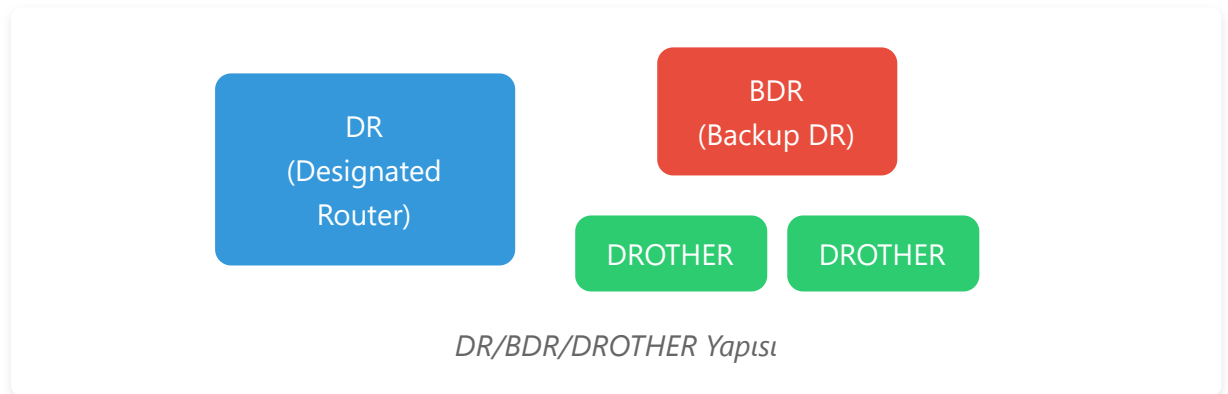 DR
(Designated
Router)
BDR
(Backup DR)
DROTHER
DROTHER
DR/BDR/DROTHER Yapısı